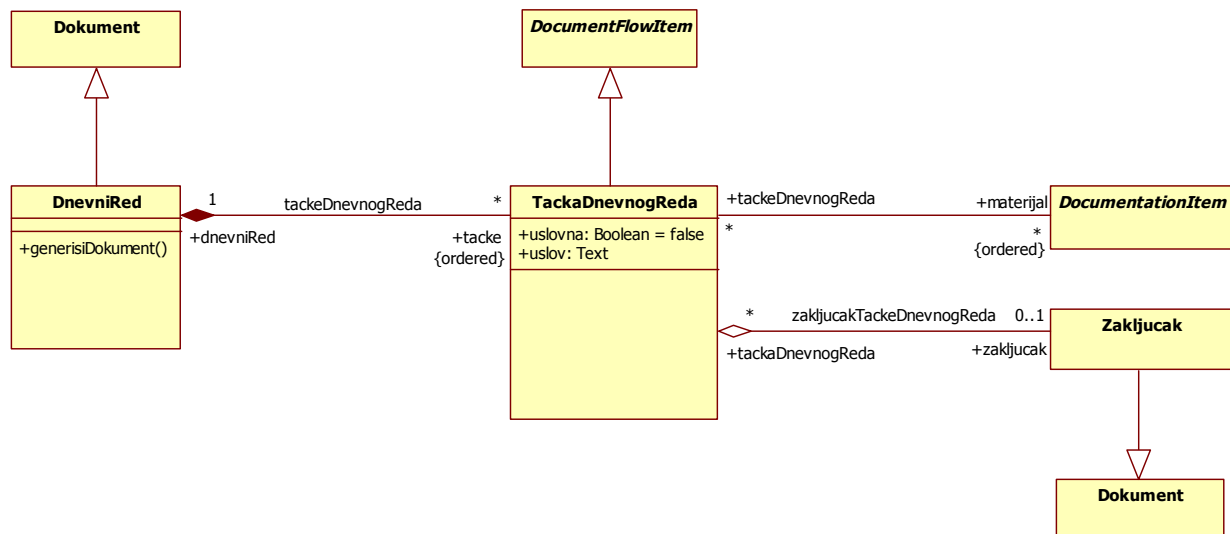 Dokument
DocumentFlowItem
DnevniRed
+generisiDokument()
1
tackeDnevnogReda
*
+dnevniRed
+tacke
{ordered}
TackaDnevnogReda
+uslovna: Boolean = false
+uslov: Text
+tackeDnevnogReda
*
+materijal
*
{ordered}
DocumentationItem
*
zakljucakTackeDnevnogReda
0..1
+tackaDnevnogReda
+zakljucak
Zakljucak
Dokument